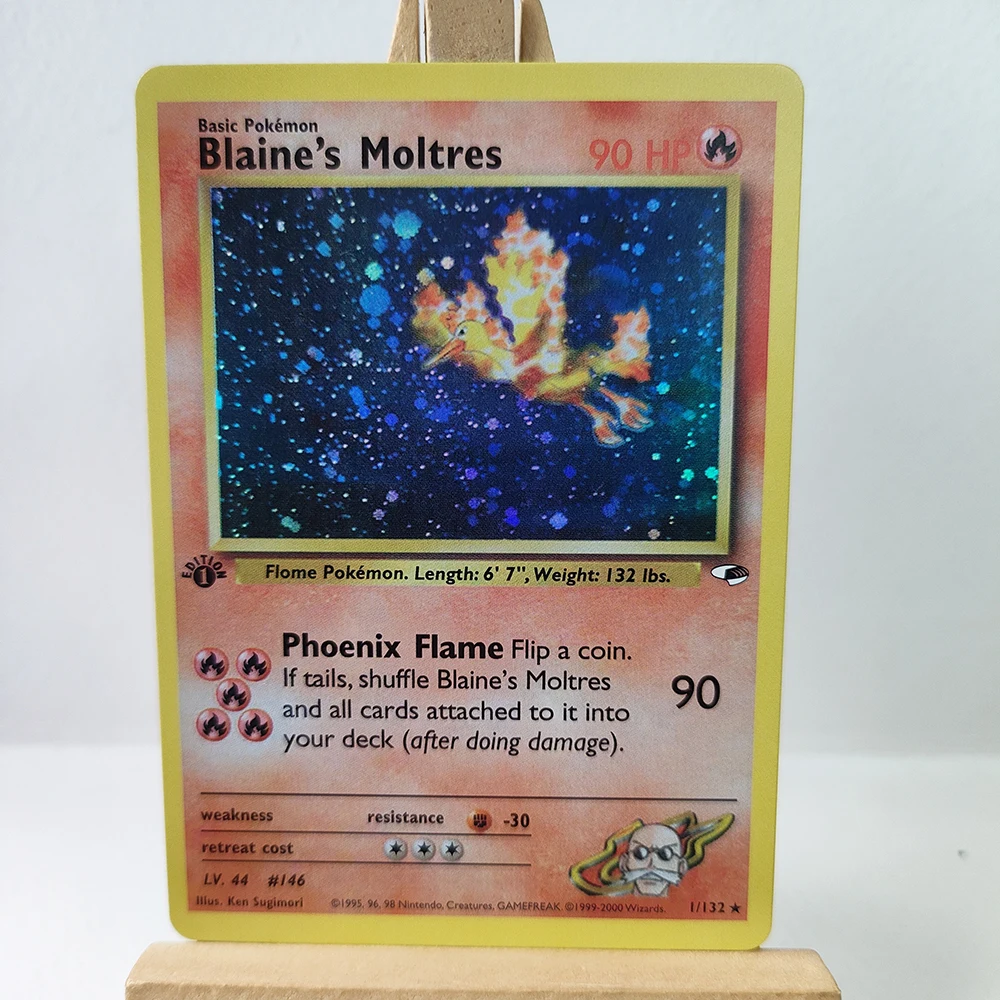 Basic Pokémon
Blaine's Moltres 90 HP
EDITION 1
Flome Pokémon. Length: 6' 7", Weight: 132 lbs.
Phoenix Flame Flip a coin.
If tails, shuffle Blaine's Moltres
and all cards attached to it into
your deck (after doing damage).
90
weakness resistance -30
retreat cost
LV. 44 #146
Illus. Ken Sugimori ©1995, 96, 98 Nintendo, Creatures, GAMEFREAK. ©1999-2000 Wizards. 1/132 ★